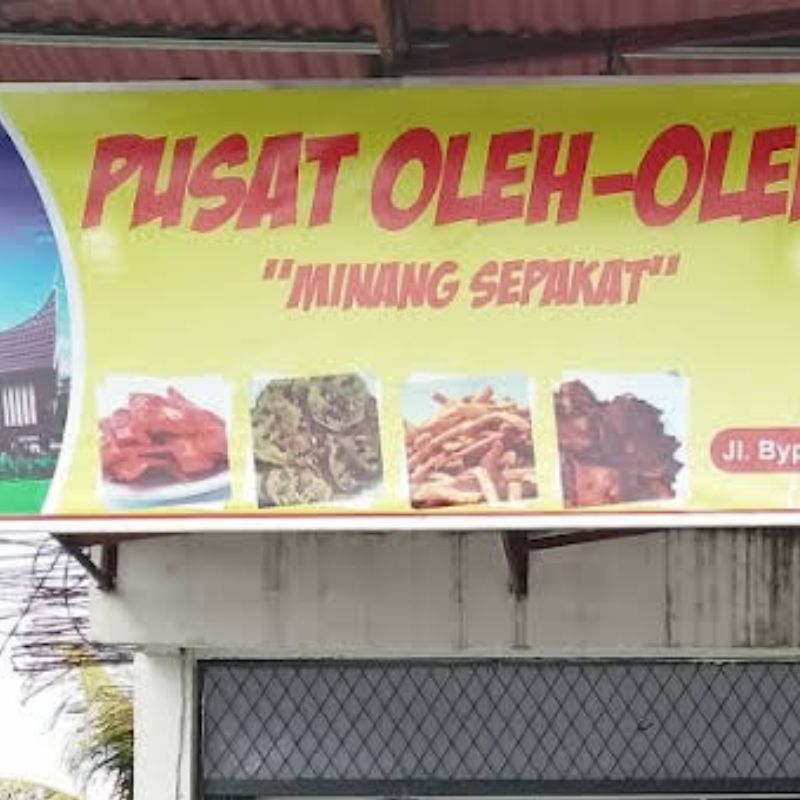 PUSAT OLEH-OLE
"MINANG SEPAKAT"
Jl. Byp